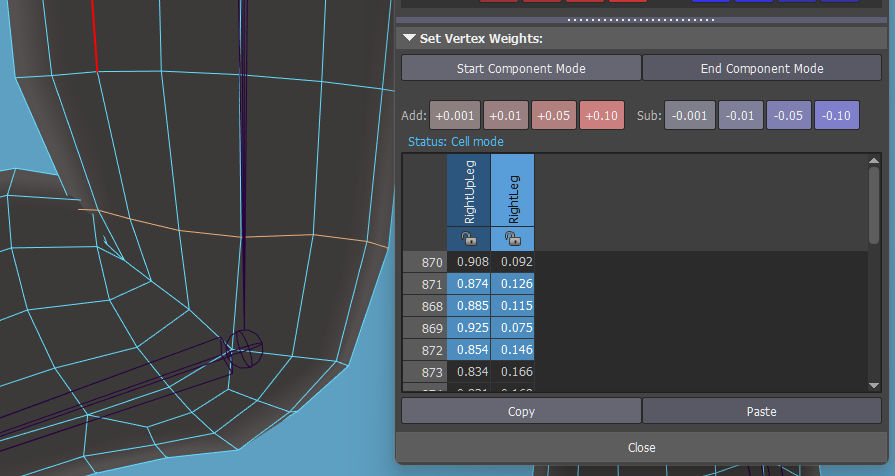 Set Vertex Weights:
Start Component Mode End Component Mode
Add: +0.001 +0.01 +0.05 +0.10 Sub: -0.001 -0.01 -0.05 -0.10
Status: Cell mode
RightUpLeg RightLeg
870 0.908 0.092
871 0.874 0.126
868 0.885 0.115
869 0.925 0.075
872 0.854 0.146
873 0.834 0.166
Copy Paste
Close